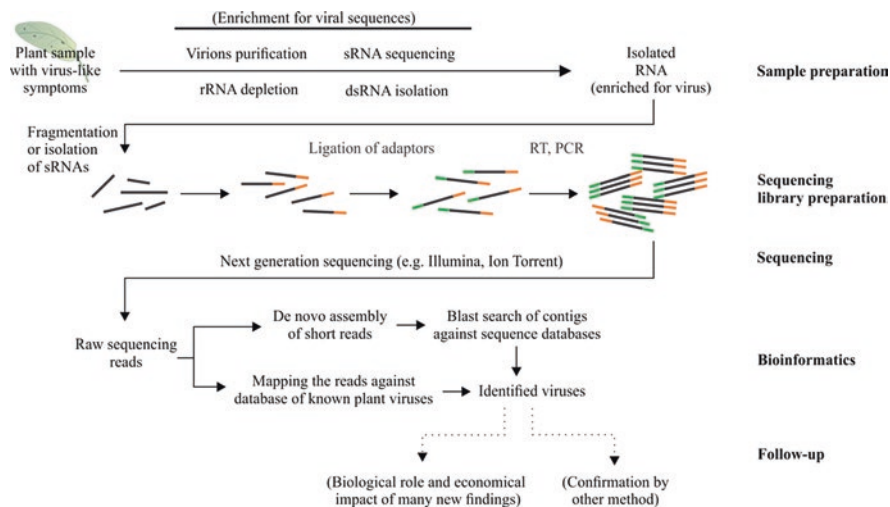 (Enrichment for viral sequences)
Plant sample
with virus-like
symptoms
Virions purification
sRNA sequencing
rRNA depletion
dsRNA isolation
Isolated
RNA
(enriched for virus)
Sample preparation
Fragmentation
or isolation
of sRNAs
Ligation of adaptors
RT, PCR
Sequencing
library preparation
Next generation sequencing (e.g. Illumina, Ion Torrent)
Sequencing
Raw sequencing
reads
De novo assembly
of short reads
Blast search of contigs
against sequence databases
Mapping the reads against
database of known plant viruses
Identified viruses
Bioinformatics
(Biological role and economical
impact of many new findings)
(Confirmation by
other method)
Follow-up